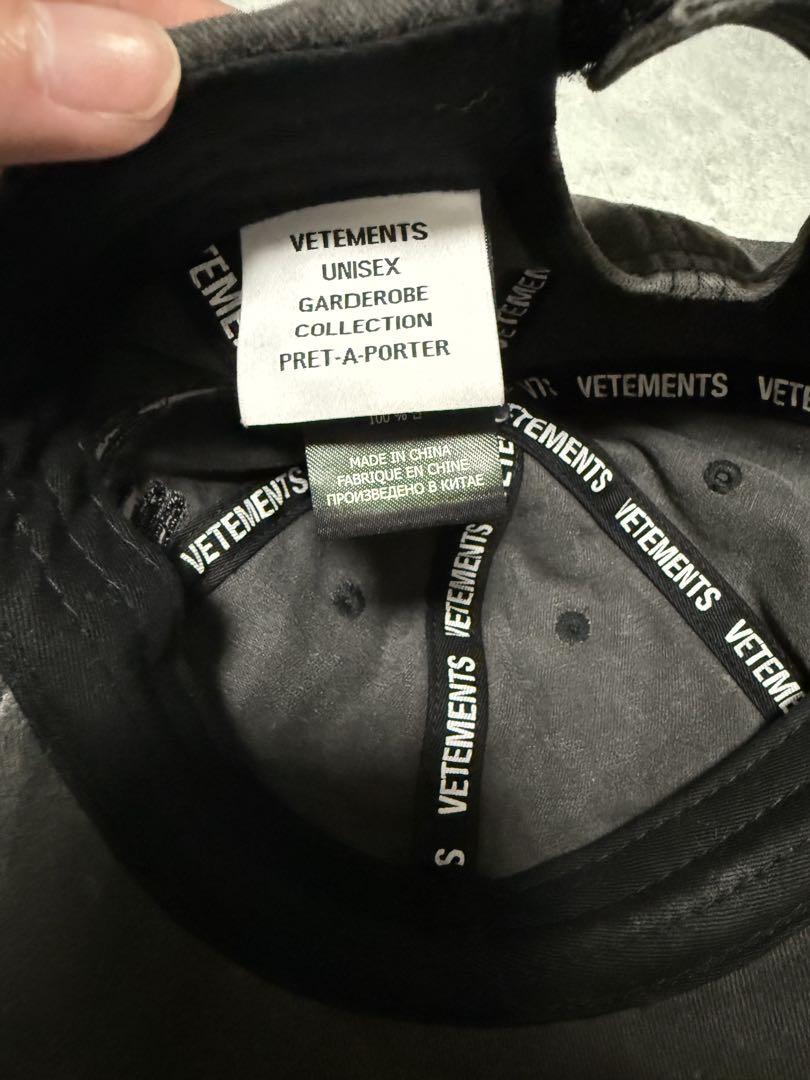 VETEMENTS
UNISEX
GARDEROBE
COLLECTION
PRET-A-PORTER
100 %
MADE IN CHINA
FABRIQUE EN CHINE
ПРОИЗВЕДЕНО В КИТАЕ
VETEMENTS
VETEMENTS
VETEMENTS
VETEMENTS
VETEMENTS
VETEMENTS